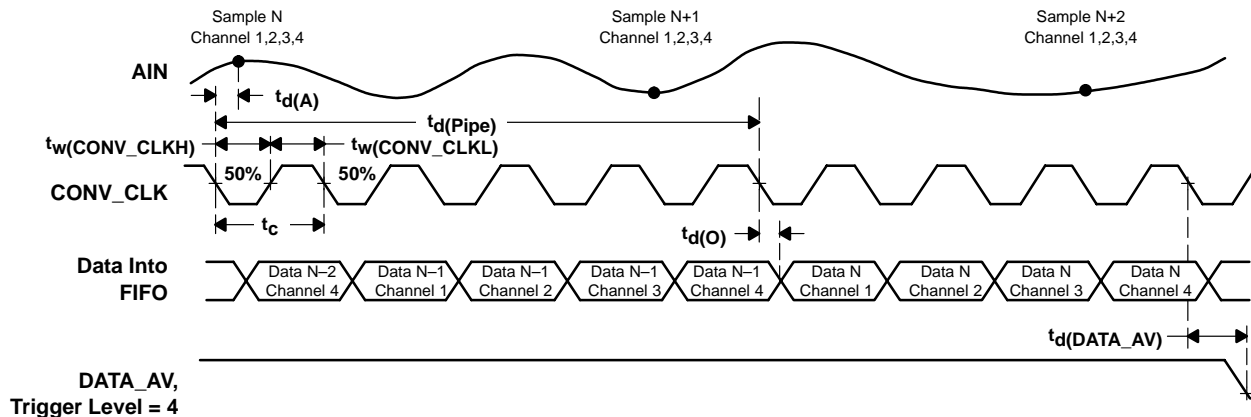 Sample N
Channel 1,2,3,4
Sample N+1
Channel 1,2,3,4
Sample N+2
Channel 1,2,3,4
AIN
td(A)
td(Pipe)
tw(CONV_CLKH)
tw(CONV_CLKL)
50%
50%
CONV_CLK
tc
td(O)
Data Into
FIFO
Data N–2
Channel 4
Data N–1
Channel 1
Data N–1
Channel 2
Data N–1
Channel 3
Data N–1
Channel 4
Data N
Channel 1
Data N
Channel 2
Data N
Channel 3
Data N
Channel 4
td(DATA_AV)
DATA_AV,
Trigger Level = 4